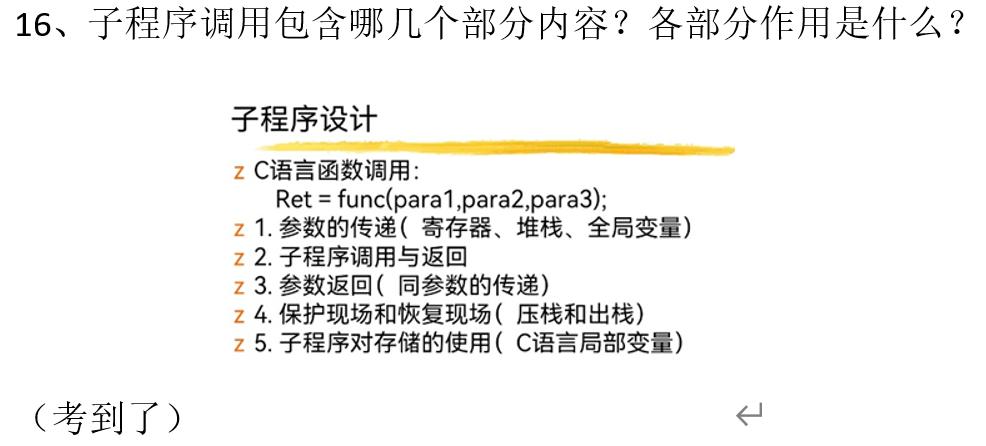 16、子程序调用包含哪几个部分内容？各部分作用是什么？
子程序设计
z C语言函数调用：
Ret = func(para1,para2,para3);
z 1. 参数的传递（ 寄存器、堆栈、全局变量）
z 2. 子程序调用与返回
z 3. 参数返回（ 同参数的传递）
z 4. 保护现场和恢复现场（ 压栈和出栈）
z 5. 子程序对存储的使用（ C语言局部变量）
（考到了）